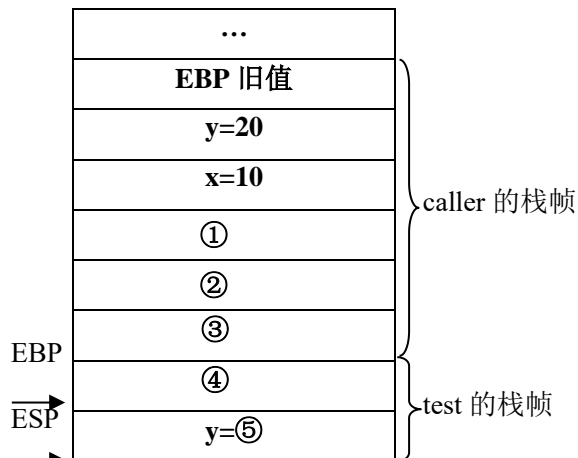 …
EBP 旧值
y=20
x=10
caller 的栈帧
①
②
③
EBP
④
test 的栈帧
ESP
y=⑤